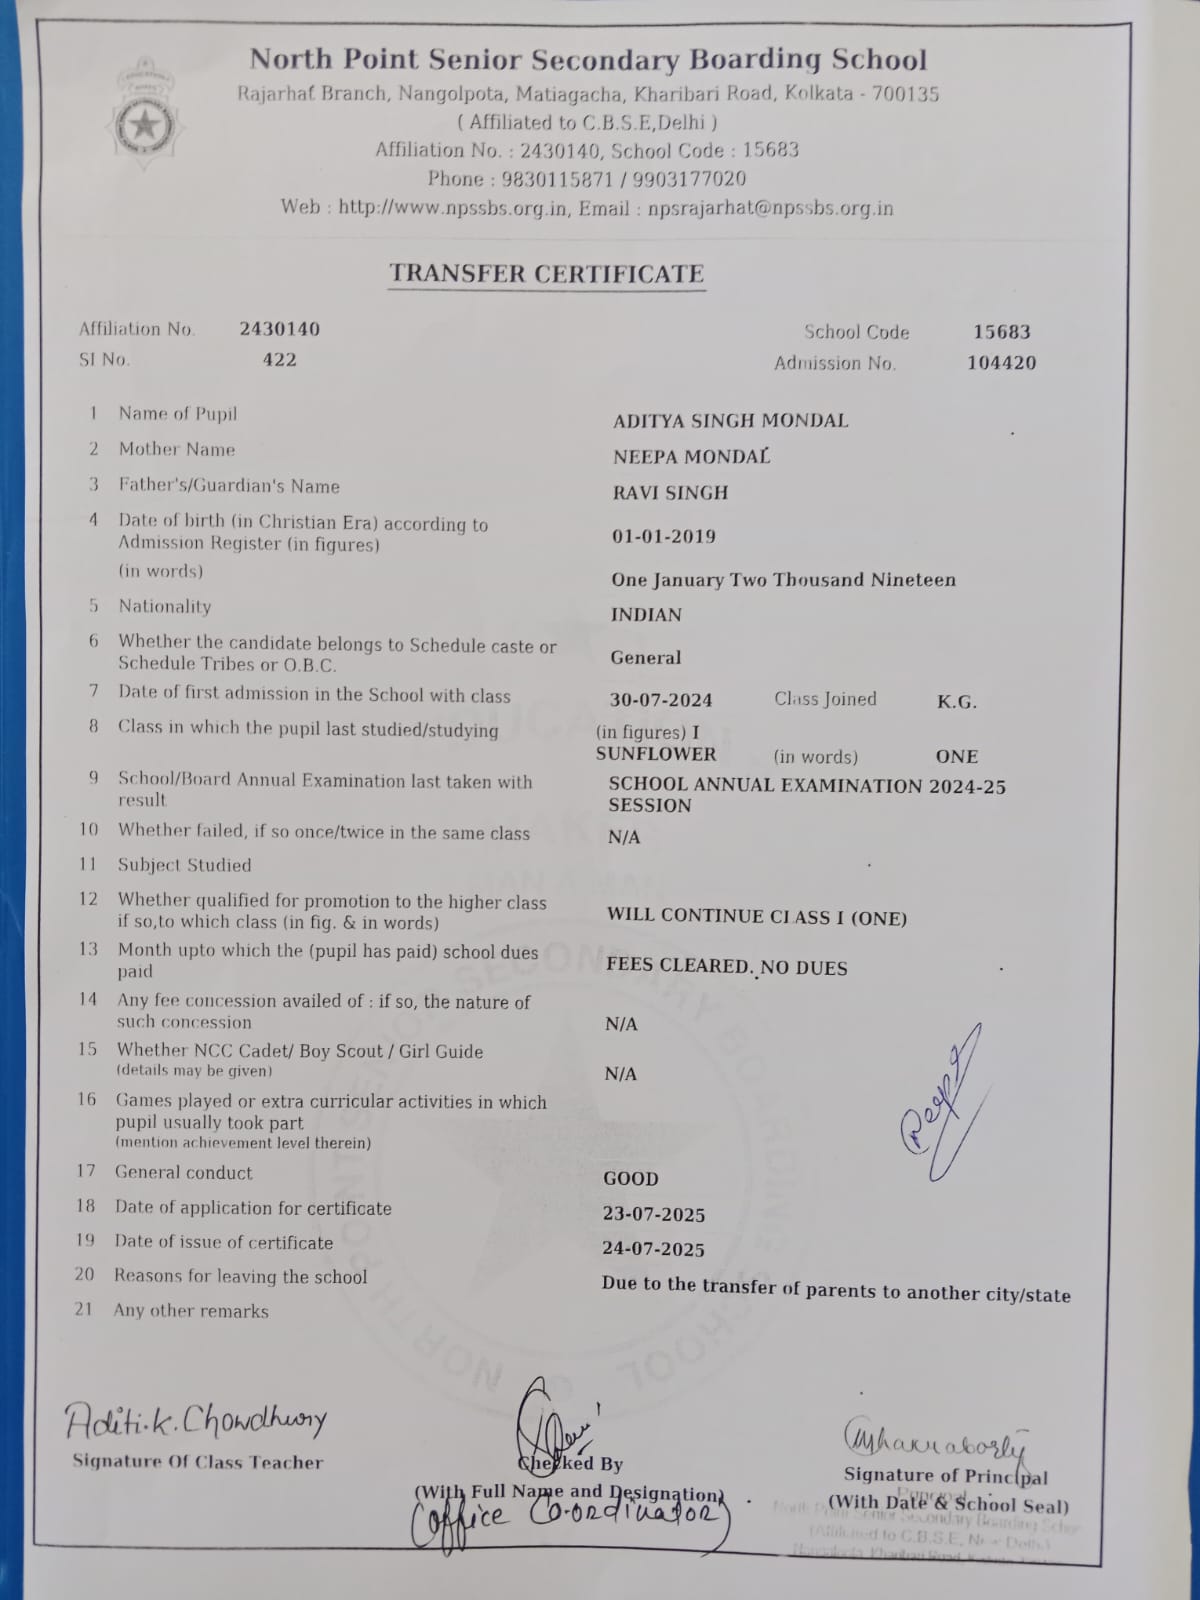 North Point Senior Secondary Boarding School
Rajarhat Branch, Nangolpota, Matiagacha, Kharibari Road, Kolkata - 700135
( Affiliated to C.B.S.E,Delhi )
Affiliation No. : 2430140, School Code : 15683
Phone : 9830115871 / 9903177020
Web : http://www.npssbs.org.in, Email : npsrajarhat@npssbs.org.in
TRANSFER CERTIFICATE
Affiliation No. 2430140 School Code 15683
SI No. 422 Admission No. 104420
1 Name of Pupil ADITYA SINGH MONDAL
2 Mother Name NEEPA MONDAL
3 Father's/Guardian's Name RAVI SINGH
4 Date of birth (in Christian Era) according to
Admission Register (in figures) 01-01-2019
(in words) One January Two Thousand Nineteen
5 Nationality INDIAN
6 Whether the candidate belongs to Schedule caste or
Schedule Tribes or O.B.C. General
7 Date of first admission in the School with class 30-07-2024 Class Joined K.G.
8 Class in which the pupil last studied/studying (in figures) I
SUNFLOWER (in words) ONE
9 School/Board Annual Examination last taken with SCHOOL ANNUAL EXAMINATION 2024-25
result SESSION
10 Whether failed, if so once/twice in the same class N/A
11 Subject Studied
12 Whether qualified for promotion to the higher class
if so,to which class (in fig. & in words) WILL CONTINUE CLASS I (ONE)
13 Month upto which the (pupil has paid) school dues
paid FEES CLEARED. NO DUES
14 Any fee concession availed of : if so, the nature of
such concession N/A
15 Whether NCC Cadet/ Boy Scout / Girl Guide
(details may be given) N/A
16 Games played or extra curricular activities in which
pupil usually took part
(mention achievement level therein)
17 General conduct GOOD
18 Date of application for certificate 23-07-2025
19 Date of issue of certificate 24-07-2025
20 Reasons for leaving the school Due to the transfer of parents to another city/state
21 Any other remarks
Aditi.K.Chowdhury
Signature Of Class Teacher
Checked By
(With Full Name and Designation)
(Office Co-ordinator)
Signature of Principal
(With Date & School Seal)
Principal
North Point Senior Secondary Boarding School
(Affiliated to C.B.S.E, New Delhi)